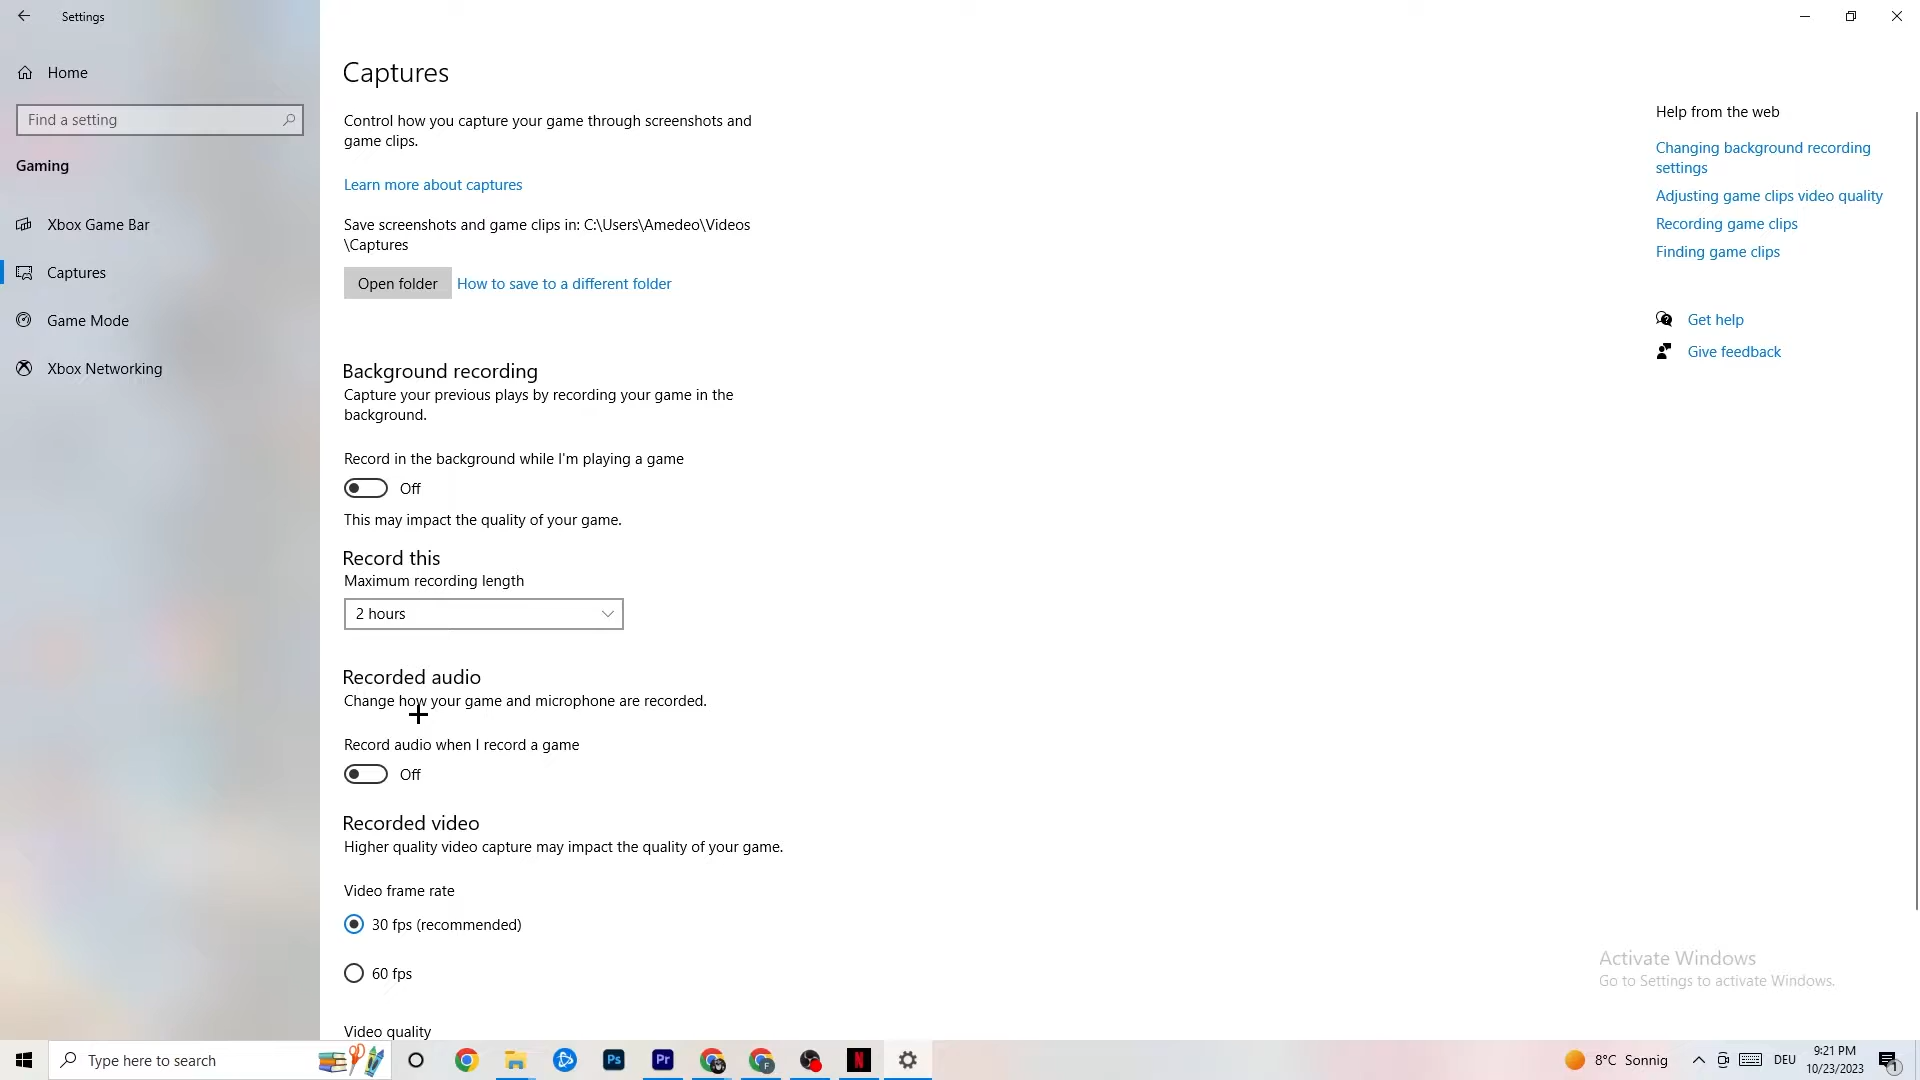 Settings
Home
Find a setting
Gaming
Xbox Game Bar
Captures
Game Mode
Xbox Networking
Captures
Control how you capture your game through screenshots and
game clips.
Learn more about captures
Save screenshots and game clips in: C:\Users\Amedeo\Videos
\Captures
Open folder
How to save to a different folder
Background recording
Capture your previous plays by recording your game in the
background.
Record in the background while I'm playing a game
Off
This may impact the quality of your game.
Record this
Maximum recording length
2 hours
Recorded audio
Change how your game and microphone are recorded.
Record audio when I record a game
Off
Recorded video
Higher quality video capture may impact the quality of your game.
Video frame rate
30 fps (recommended)
60 fps
Video quality
Help from the web
Changing background recording
settings
Adjusting game clips video quality
Recording game clips
Finding game clips
Get help
Give feedback
Activate Windows
Go to Settings to activate Windows.
Type here to search
Ps
Pr
F
N
8°C Sonnig
DEU
9:21 PM
10/23/2023
1